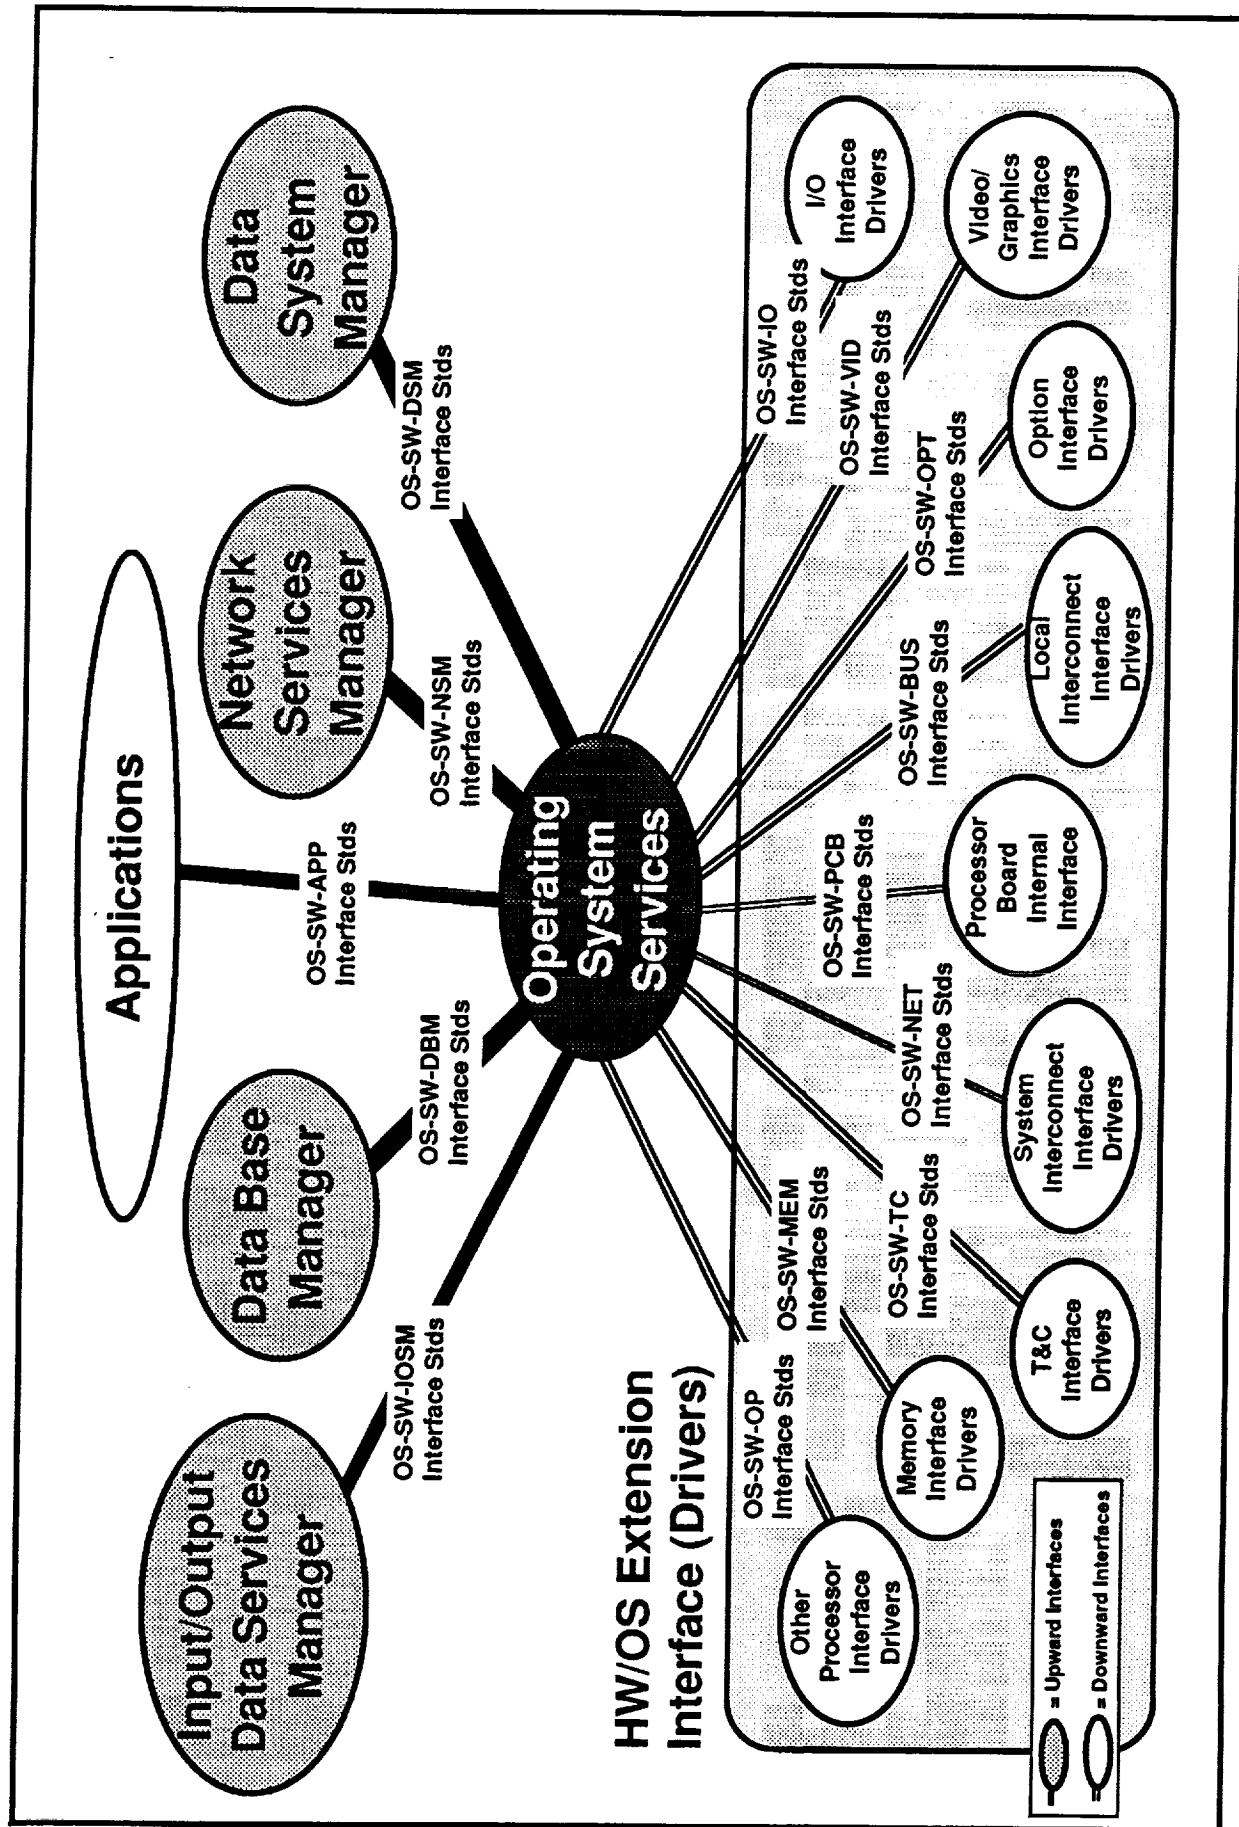 Applications
Input/Output
Data Services
Manager
Data Base
Manager
Network
Services
Manager
Data
System
Manager
OS-SW-IOSM
Interface Stds
OS-SW-DBM
Interface Stds
OS-SW-APP
Interface Stds
OS-SW-NSM
Interface Stds
OS-SW-DSM
Interface Stds
Operating
System
Services
HW/OS Extension
Interface (Drivers)
OS-SW-OP
Interface Stds
OS-SW-MEM
Interface Stds
OS-SW-TC
Interface Stds
OS-SW-NET
Interface Stds
OS-SW-PCB
Interface Stds
OS-SW-BUS
Interface Stds
OS-SW-OPT
Interface Stds
OS-SW-VID
Interface Stds
OS-SW-IO
Interface Stds
Other
Processor
Interface
Drivers
Memory
Interface
Drivers
T&C
Interface
Drivers
System
Interconnect
Interface
Drivers
Processor
Board
Internal
Interface
Local
Interconnect
Interface
Drivers
Option
Interface
Drivers
Video/
Graphics
Interface
Drivers
I/O
Interface
Drivers
= Upward Interfaces
= Downward Interfaces